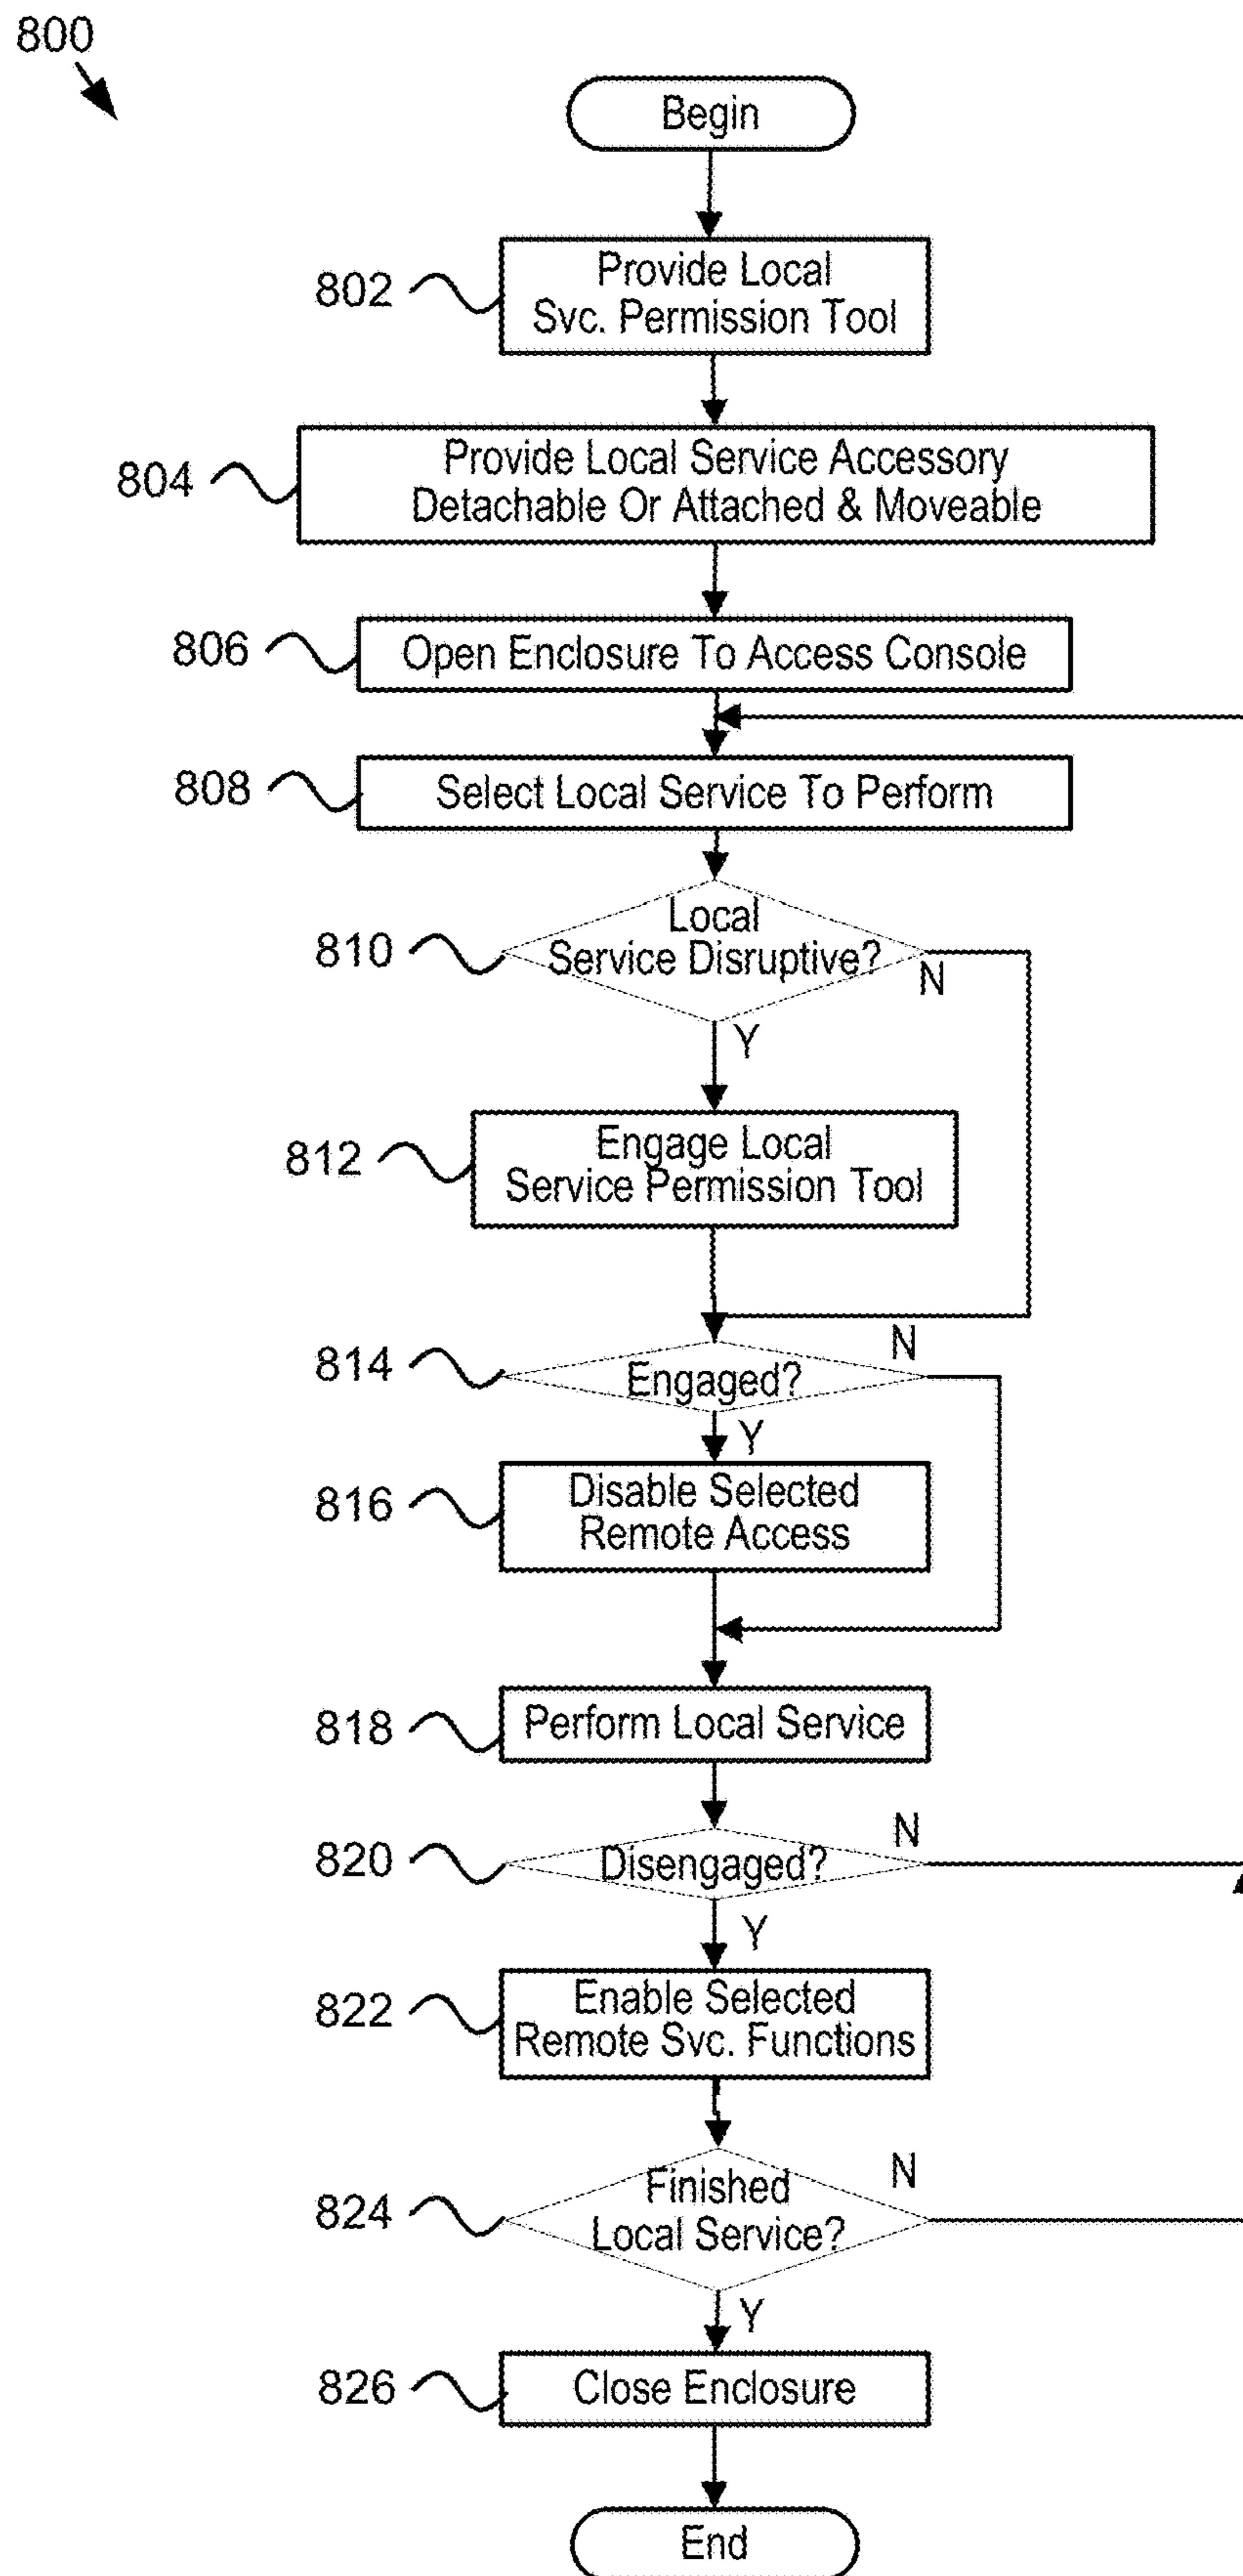 800
Begin
802
Provide Local
Svc. Permission Tool
804
Provide Local Service Accessory
Detachable Or Attached & Moveable
806
Open Enclosure To Access Console
808
Select Local Service To Perform
810
Local
Service Disruptive?
N
Y
812
Engage Local
Service Permission Tool
814
Engaged?
N
Y
816
Disable Selected
Remote Access
818
Perform Local Service
820
Disengaged?
N
Y
822
Enable Selected
Remote Svc. Functions
824
Finished
Local Service?
N
Y
826
Close Enclosure
End